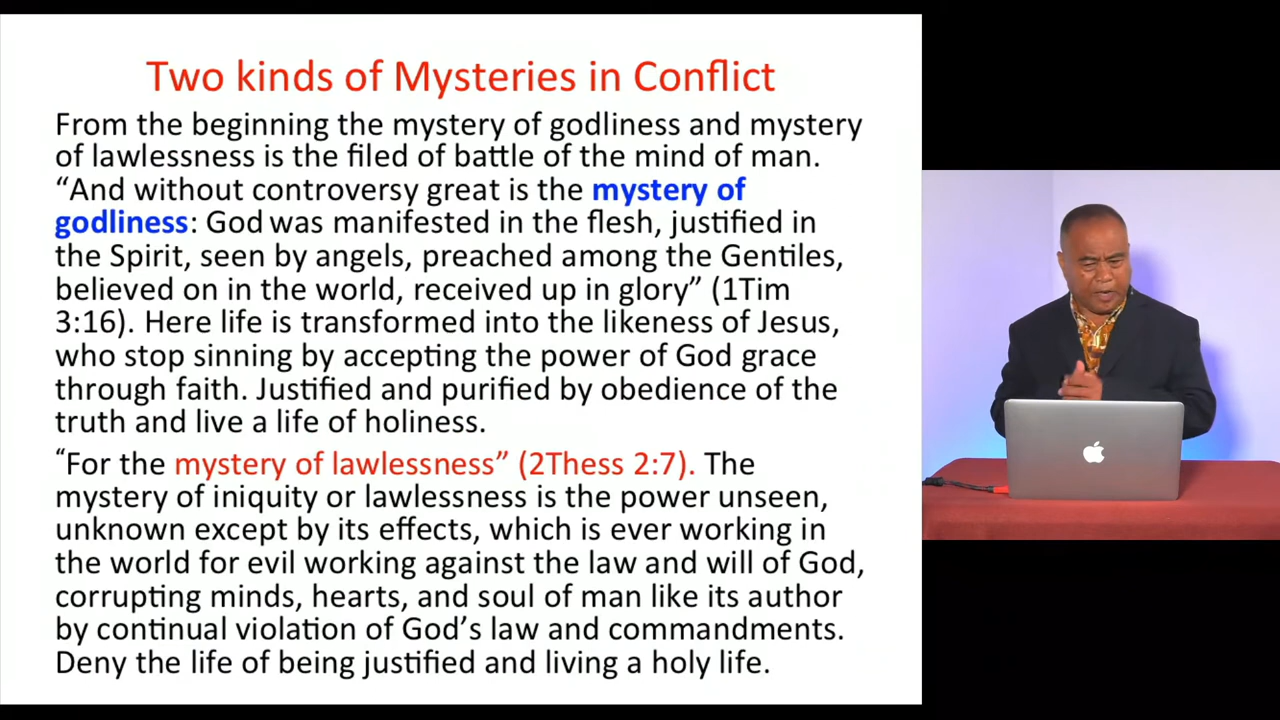 Two kinds of Mysteries in Conflict
From the beginning the mystery of godliness and mystery
of lawlessness is the filed of battle of the mind of man.
“And without controversy great is the mystery of
godliness: God was manifested in the flesh, justified in
the Spirit, seen by angels, preached among the Gentiles,
believed on in the world, received up in glory” (1Tim
3:16). Here life is transformed into the likeness of Jesus,
who stop sinning by accepting the power of God grace
through faith. Justified and purified by obedience of the
truth and live a life of holiness.
“For the mystery of lawlessness” (2Thess 2:7). The
mystery of iniquity or lawlessness is the power unseen,
unknown except by its effects, which is ever working in
the world for evil working against the law and will of God,
corrupting minds, hearts, and soul of man like its author
by continual violation of God’s law and commandments.
Deny the life of being justified and living a holy life.